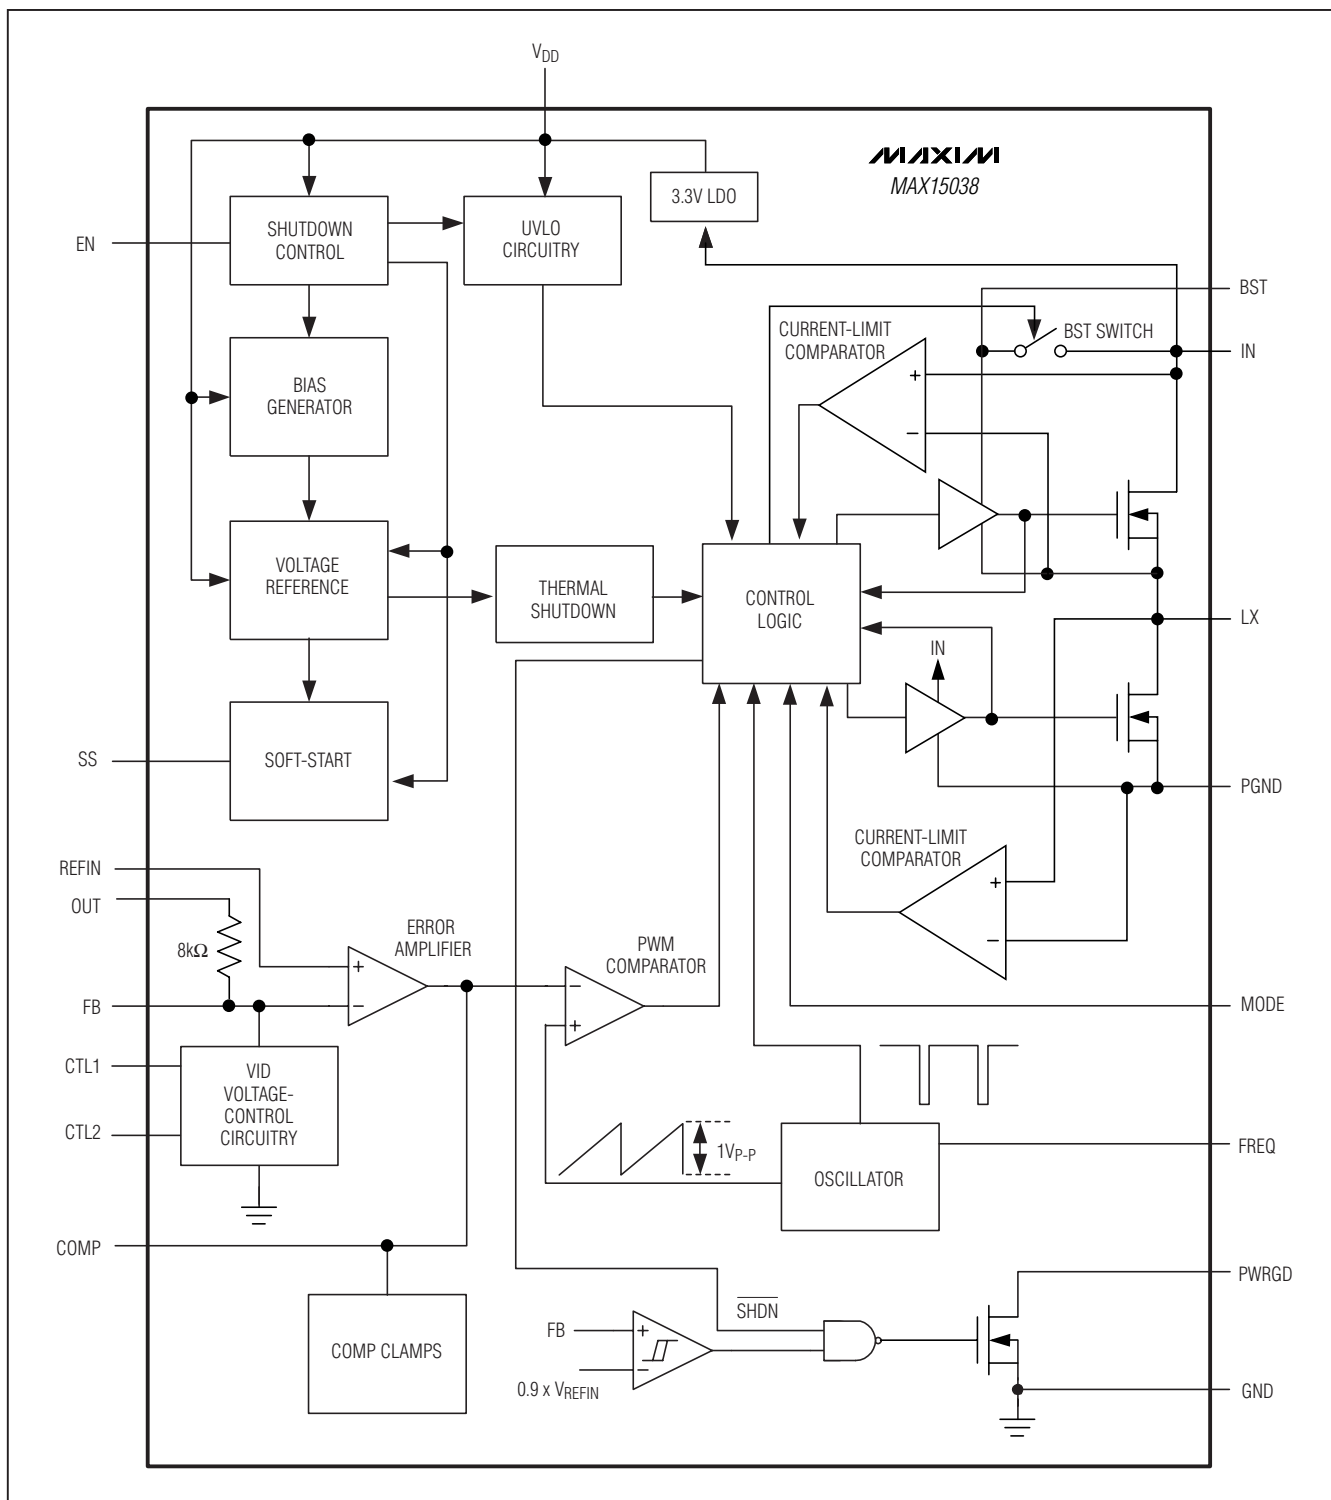 VDD
MAXIM
MAX15038
3.3V LDO
SHUTDOWN
CONTROL
UVLO
CIRCUITRY
EN
BST
CURRENT-LIMIT
COMPARATOR
BST SWITCH
IN
+
−
BIAS
GENERATOR
VOLTAGE
REFERENCE
THERMAL
SHUTDOWN
CONTROL
LOGIC
LX
IN
SS
SOFT-START
PGND
CURRENT-LIMIT
COMPARATOR
+
−
REFIN
OUT
8kΩ
ERROR
AMPLIFIER
+
−
PWM
COMPARATOR
−
+
FB
MODE
CTL1
CTL2
VID
VOLTAGE-
CONTROL
CIRCUITRY
1VP-P
OSCILLATOR
FREQ
COMP
COMP CLAMPS
SHDN
PWRGD
FB
+
−
0.9 x VREFIN
GND